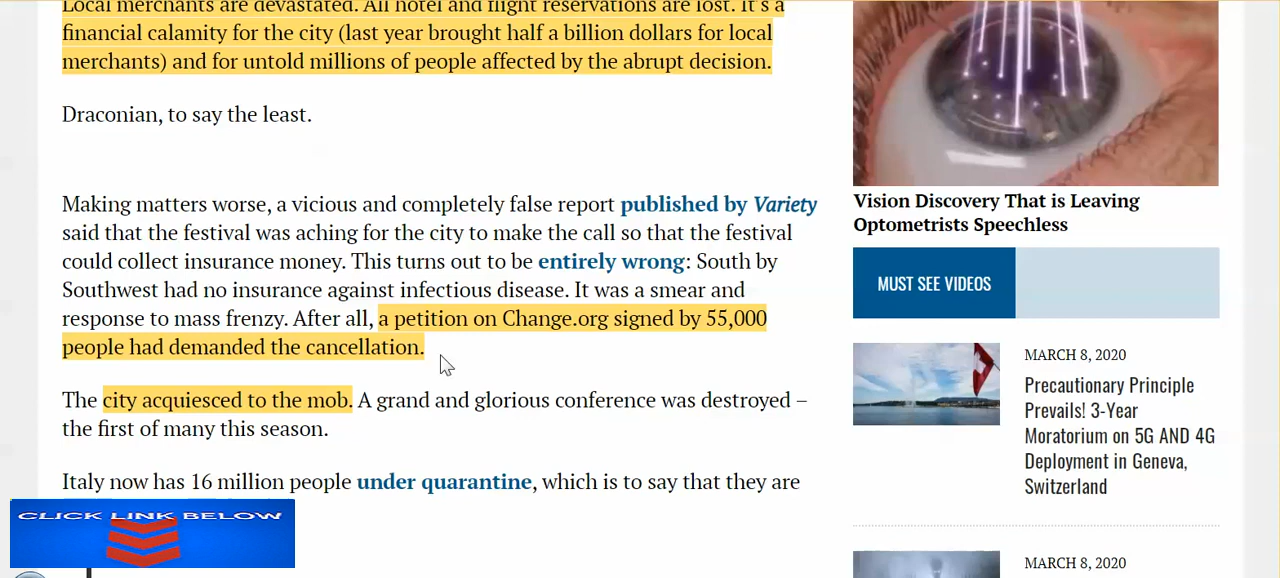 Local merchants are devastated. All hotel and flight reservations are lost. It's a
financial calamity for the city (last year brought half a billion dollars for local
merchants) and for untold millions of people affected by the abrupt decision.
Draconian, to say the least.
Making matters worse, a vicious and completely false report published by Variety
said that the festival was aching for the city to make the call so that the festival
could collect insurance money. This turns out to be entirely wrong: South by
Southwest had no insurance against infectious disease. It was a smear and
response to mass frenzy. After all, a petition on Change.org signed by 55,000
people had demanded the cancellation.
The city acquiesced to the mob. A grand and glorious conference was destroyed –
the first of many this season.
Italy now has 16 million people under quarantine, which is to say that they are
CLICK LINK BELOW
Vision Discovery That is Leaving
Optometrists Speechless
MUST SEE VIDEOS
MARCH 8, 2020
Precautionary Principle
Prevails! 3-Year
Moratorium on 5G AND 4G
Deployment in Geneva,
Switzerland
MARCH 8, 2020